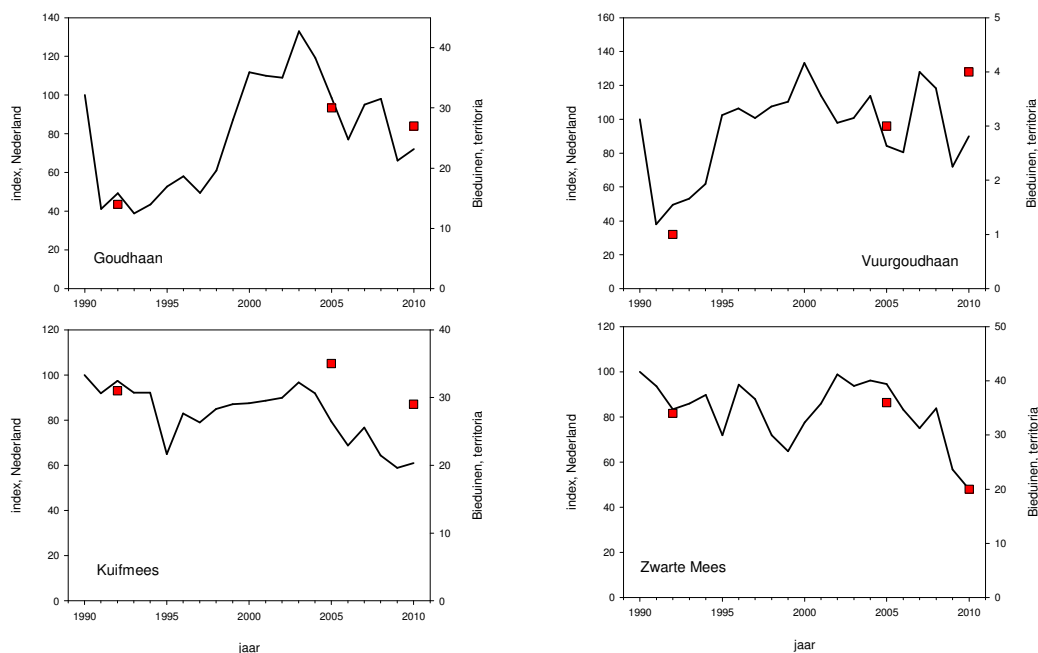 140
120
100
80
60
40
20
0
index, Nederland
40
30
20
10
0
Bieduinen, territoria
Goudhaan
1990 1995 2000 2005 2010
160
140
120
100
80
60
40
20
0
index, Nederland
5
4
3
2
1
0
Bieduinen, territoria
Vuurgoudhaan
1990 1995 2000 2005 2010
120
100
80
60
40
20
0
index, Nederland
40
30
20
10
0
Bieduinen, territoria
Kuifmees
1990 1995 2000 2005 2010
jaar
120
100
80
60
40
20
0
index, Nederland
50
40
30
20
10
0
Bieduinen. territoria
Zwarte Mees
1990 1995 2000 2005 2010
jaar